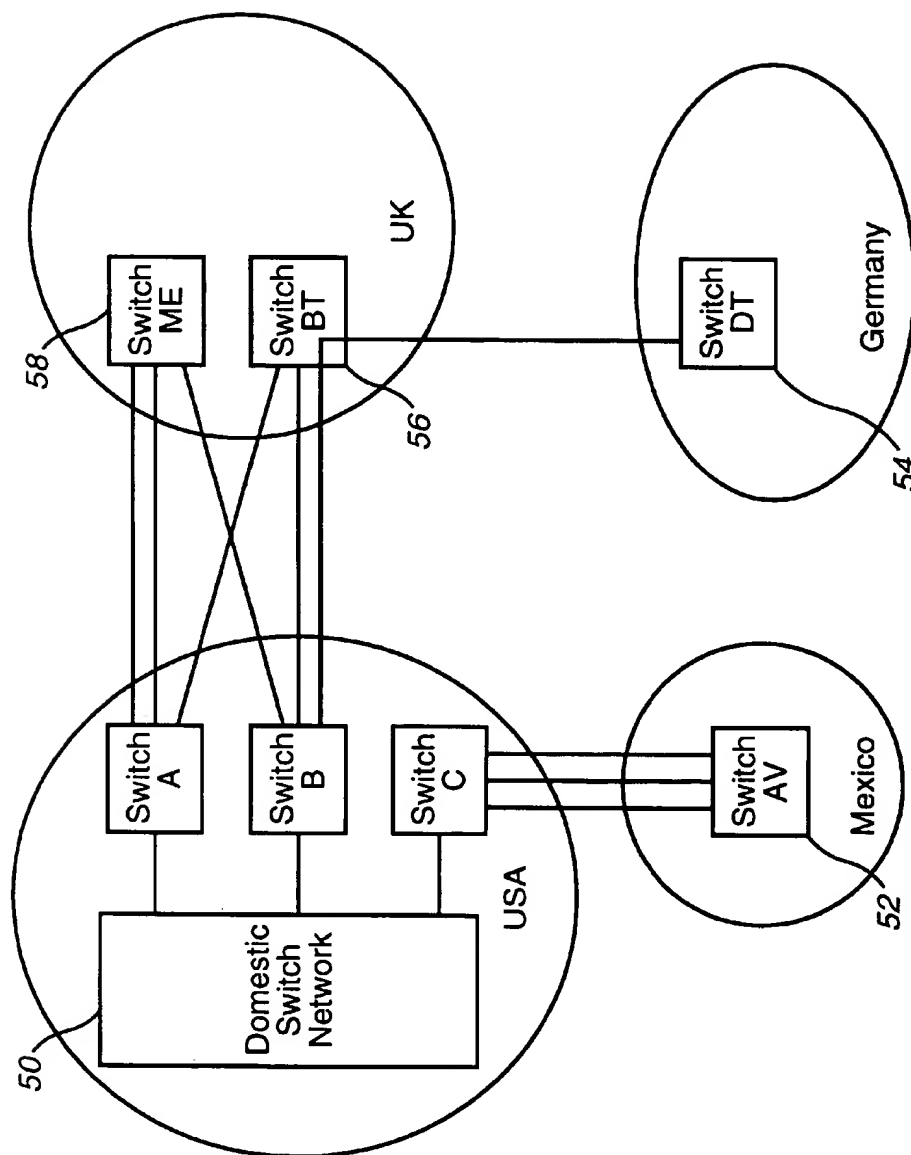 50
Domestic
Switch
Network
Switch
A
Switch
B
Switch
C
USA
58
Switch
ME
Switch
BT
56
UK
Switch
AV
52
Mexico
Switch
DT
54
Germany